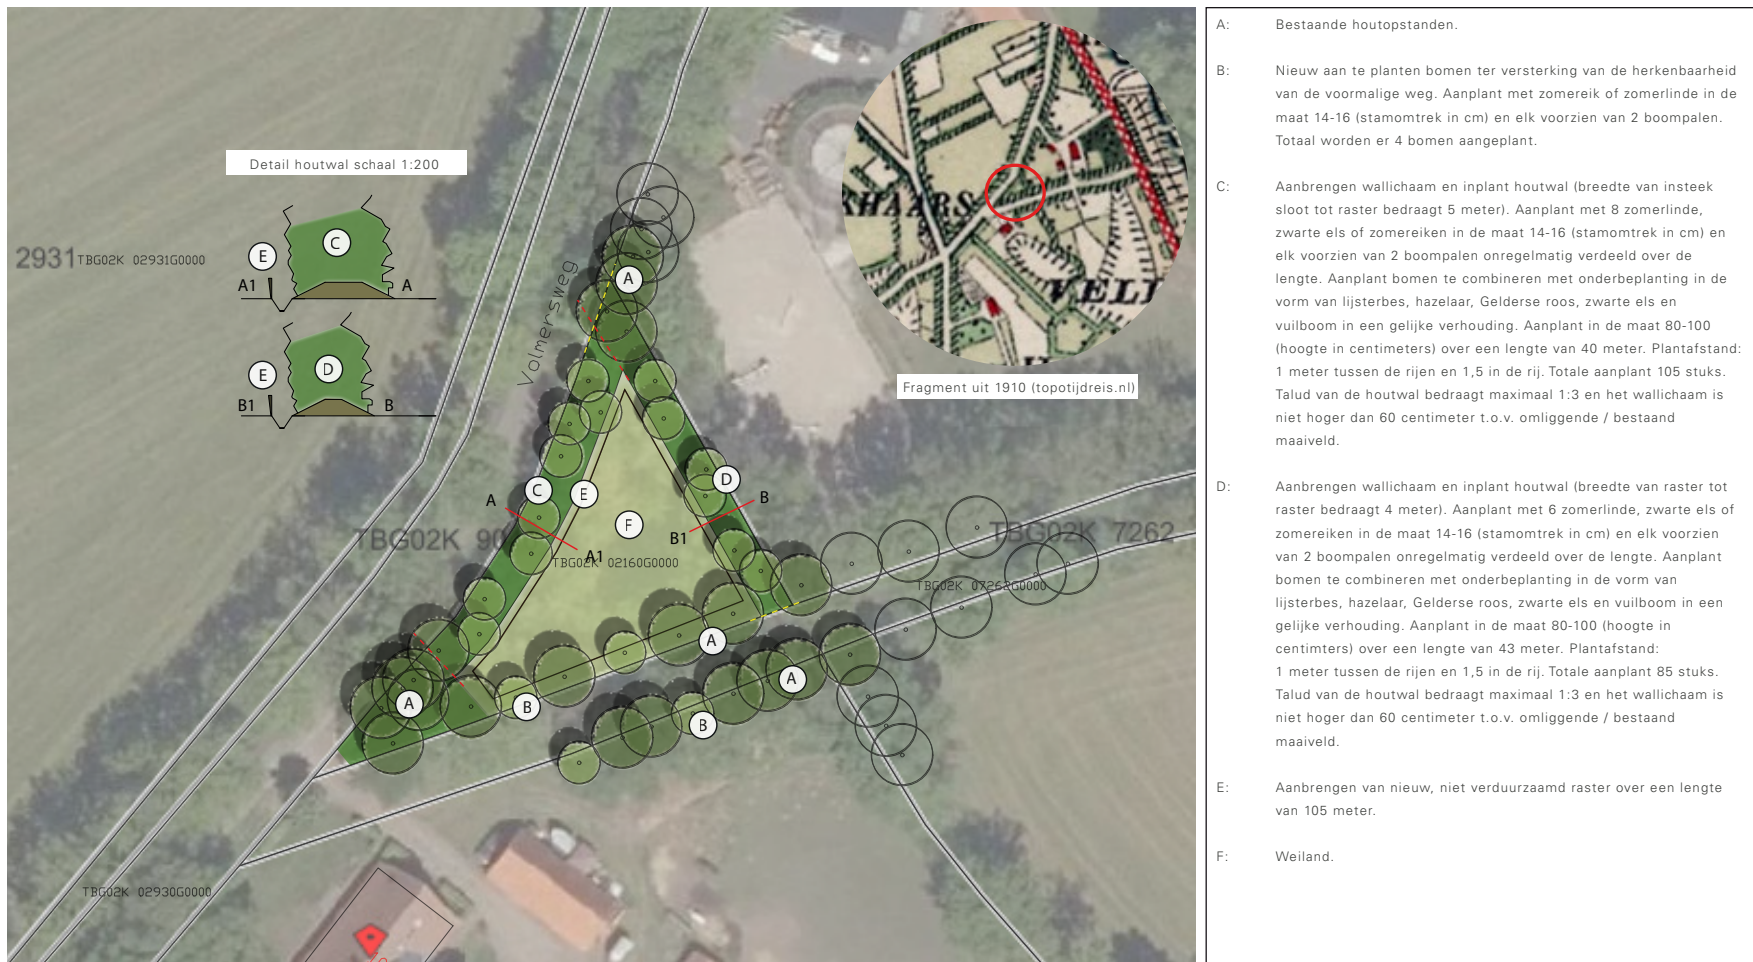 Detail houtwal schaal 1:200
C
E
A1
A
D
E
B1
B
2931
TBG02K 02931G0000
Volmersweg
SHAARS
VELD
Fragment uit 1910 (topotijdreis.nl)
A
C
E
D
A
B
F
B1
A1
TBG02K 90
TBG02K 02160G0000
TBG02K 7262
TBG02K 07262G0000
A
A
A
B
B
TBG02K 02930G0000
A: Bestaande houtopstanden.
B: Nieuw aan te planten bomen ter versterking van de herkenbaarheid
van de voormalige weg. Aanplant met zomereik of zomerlinde in de
maat 14-16 (stamomtrek in cm) en elk voorzien van 2 boompalen.
Totaal worden er 4 bomen aangeplant.
C: Aanbrengen wallichaam en inplant houtwal (breedte van insteek
sloot tot raster bedraagt 5 meter). Aanplant met 8 zomerlinde,
zwarte els of zomereiken in de maat 14-16 (stamomtrek in cm) en
elk voorzien van 2 boompalen onregelmatig verdeeld over de
lengte. Aanplant bomen te combineren met onderbeplanting in de
vorm van lijsterbes, hazelaar, Gelderse roos, zwarte els en
vuilboom in een gelijke verhouding. Aanplant in de maat 80-100
(hoogte in centimeters) over een lengte van 40 meter. Plantafstand:
1 meter tussen de rijen en 1,5 in de rij. Totale aanplant 105 stuks.
Talud van de houtwal bedraagt maximaal 1:3 en het wallichaam is
niet hoger dan 60 centimeter t.o.v. omliggende / bestaand
maaiveld.
D: Aanbrengen wallichaam en inplant houtwal (breedte van raster tot
raster bedraagt 4 meter). Aanplant met 6 zomerlinde, zwarte els of
zomereiken in de maat 14-16 (stamomtrek in cm) en elk voorzien
van 2 boompalen onregelmatig verdeeld over de lengte. Aanplant
bomen te combineren met onderbeplanting in de vorm van
lijsterbes, hazelaar, Gelderse roos, zwarte els en vuilboom in een
gelijke verhouding. Aanplant in de maat 80-100 (hoogte in
centimters) over een lengte van 43 meter. Plantafstand:
1 meter tussen de rijen en 1,5 in de rij. Totale aanplant 85 stuks.
Talud van de houtwal bedraagt maximaal 1:3 en het wallichaam is
niet hoger dan 60 centimeter t.o.v. omliggende / bestaand
maaiveld.
E: Aanbrengen van nieuw, niet verduurzaamd raster over een lengte
van 105 meter.
F: Weiland.